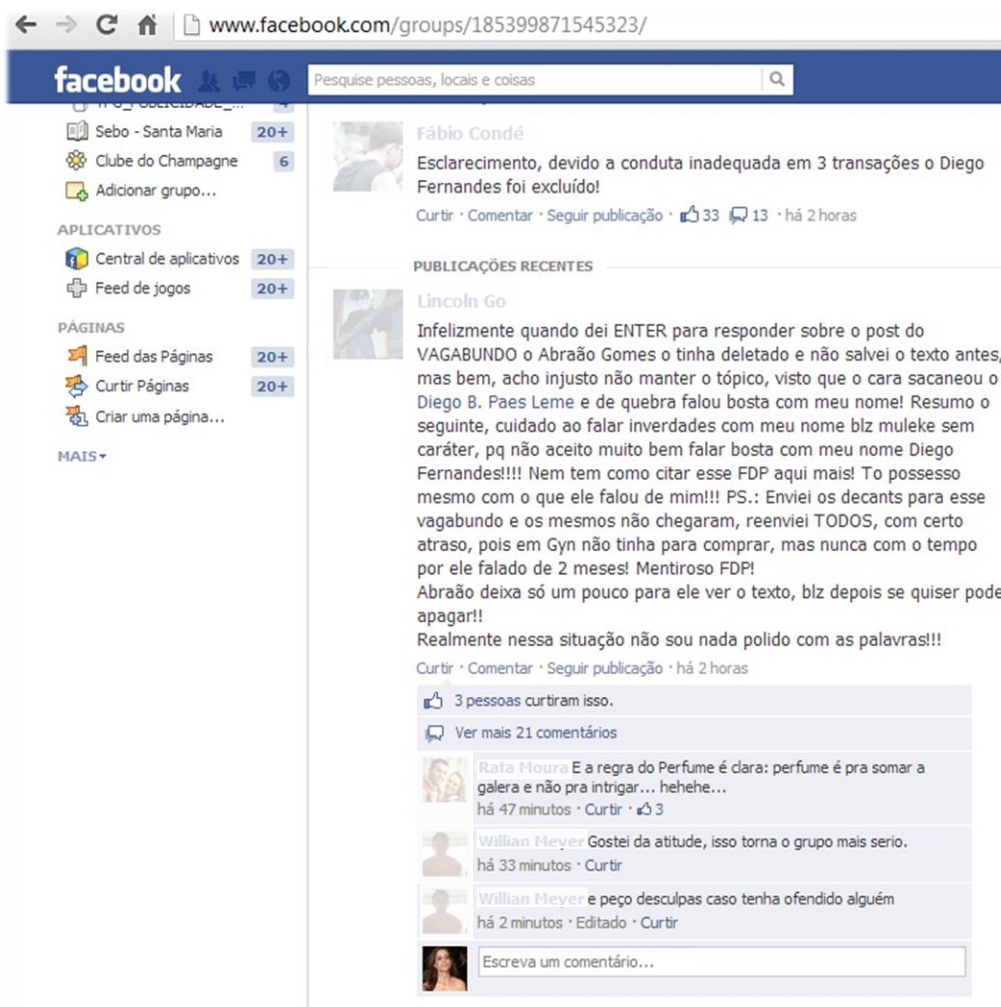 www.facebook.com/groups/185399871545323/
facebook
Pesquise pessoas, locais e coisas
Sebo - Santa Maria 20+
Clube do Champagne 6
Adicionar grupo...
APLICATIVOS
Central de aplicativos 20+
Feed de jogos 20+
PÁGINAS
Feed das Páginas 20+
Curtir Páginas 20+
Criar uma página...
MAIS
Fábio Condé
Esclarecimento, devido a conduta inadequada em 3 transações o Diego
Fernandes foi excluído!
Curtir · Comentar · Seguir publicação · 33 13 · há 2 horas
PUBLICAÇÕES RECENTES
Lincoln Go
Infelizmente quando dei ENTER para responder sobre o post do
VAGABUNDO o Abraão Gomes o tinha deletado e não salvei o texto antes,
mas bem, acho injusto não manter o tópico, visto que o cara sacaneou o
Diego B. Paes Leme e de quebra falou bosta com meu nome! Resumo o
seguinte, cuidado ao falar inverdades com meu nome blz muleke sem
caráter, pq não aceito muito bem falar bosta com meu nome Diego
Fernandes!!!! Nem tem como citar esse FDP aqui mais! To possesso
mesmo com o que ele falou de mim!!! PS.: Enviei os decants para esse
vagabundo e os mesmos não chegaram, reenviei TODOS, com certo
atraso, pois em Gyn não tinha para comprar, mas nunca com o tempo
por ele falado de 2 meses! Mentiroso FDP!
Abraão deixa só um pouco para ele ver o texto, blz depois se quiser pode
apagar!!
Realmente nessa situação não sou nada polido com as palavras!!!
Curtir · Comentar · Seguir publicação · há 2 horas
3 pessoas curtiram isso.
Ver mais 21 comentários
Rafa Moura E a regra do Perfume é clara: perfume é pra somar a
galera e não pra intrigar... hehehe...
há 47 minutos · Curtir · 3
Willian Meyer Gostei da atitude, isso torna o grupo mais serio.
há 33 minutos · Curtir
Willian Meyer e peço desculpas caso tenha ofendido alguém
há 2 minutos · Editado · Curtir
Escreva um comentário...